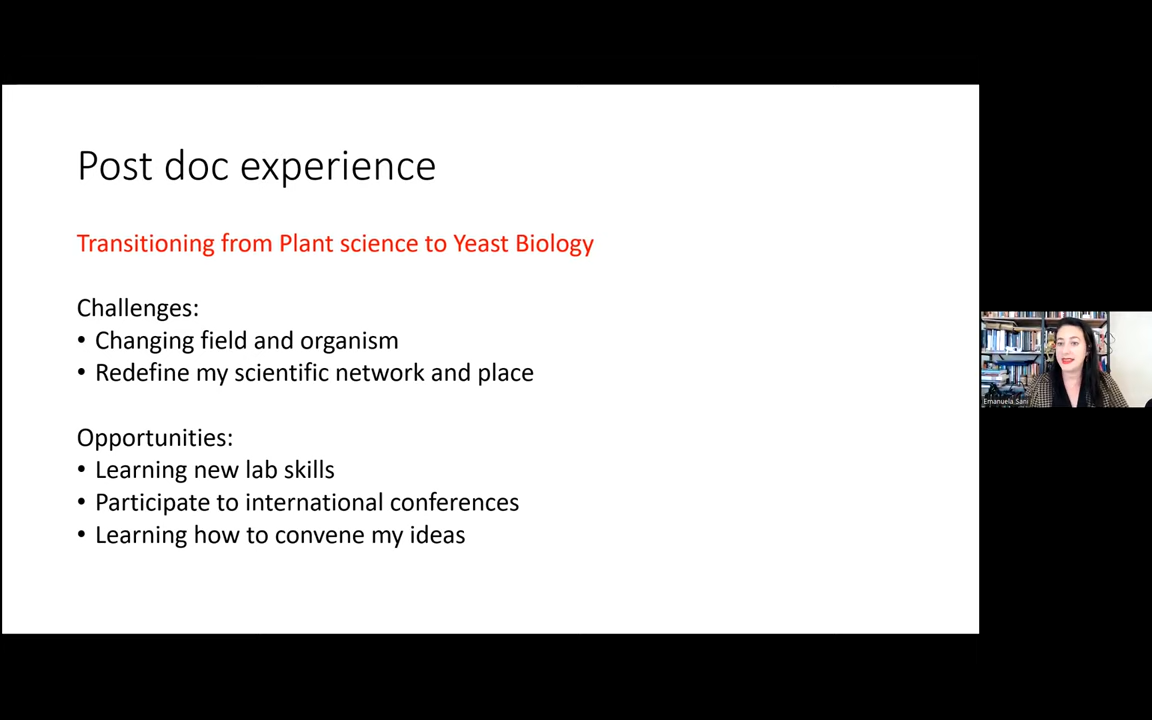 Post doc experience
Transitioning from Plant science to Yeast Biology
Challenges:
• Changing field and organism
• Redefine my scientific network and place
Opportunities:
• Learning new lab skills
• Participate to international conferences
• Learning how to convene my ideas
Emanuela Sani